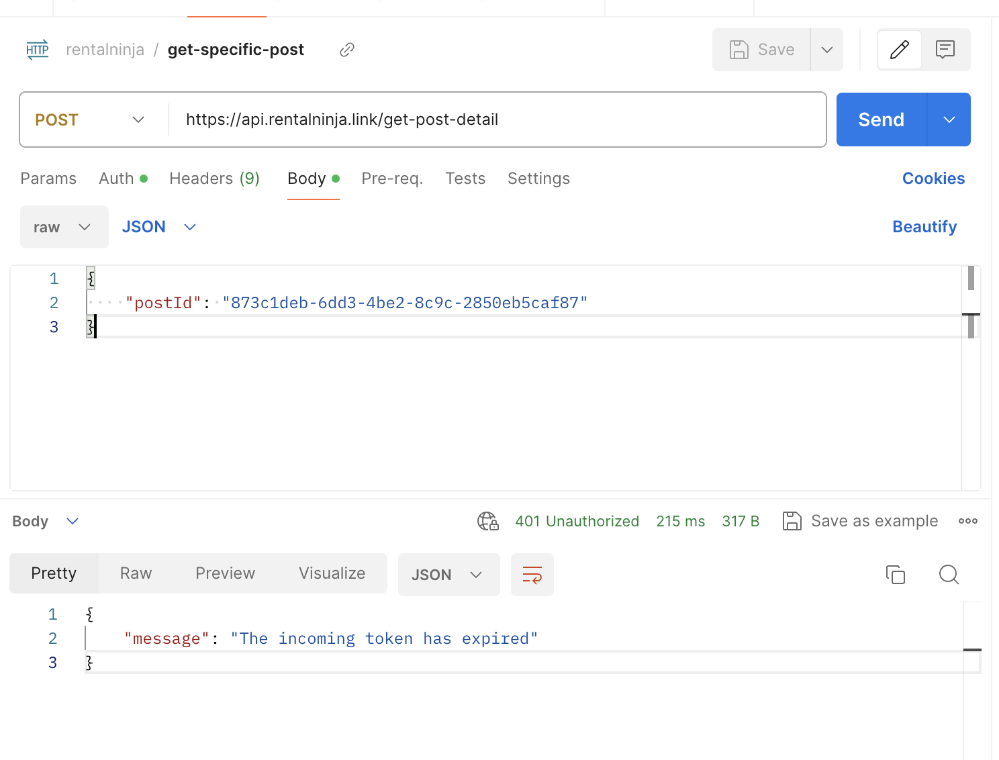 HTTP rentalninja / get-specific-post Save
POST https://api.rentalninja.link/get-post-detail Send
Params Auth Headers (9) Body Pre-req. Tests Settings Cookies
raw JSON Beautify
1 {
2 "postId": "873c1deb-6dd3-4be2-8c9c-2850eb5caf87"
3 }
Body 401 Unauthorized 215 ms 317 B Save as example
Pretty Raw Preview Visualize JSON
1 {
2 "message": "The incoming token has expired"
3 }